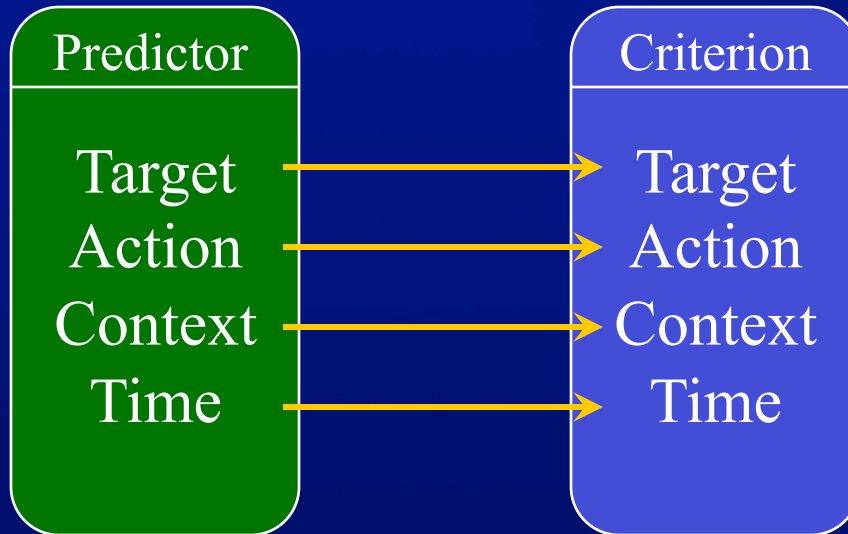 Predictor
Target
Action
Context
Time
Criterion
Target
Action
Context
Time